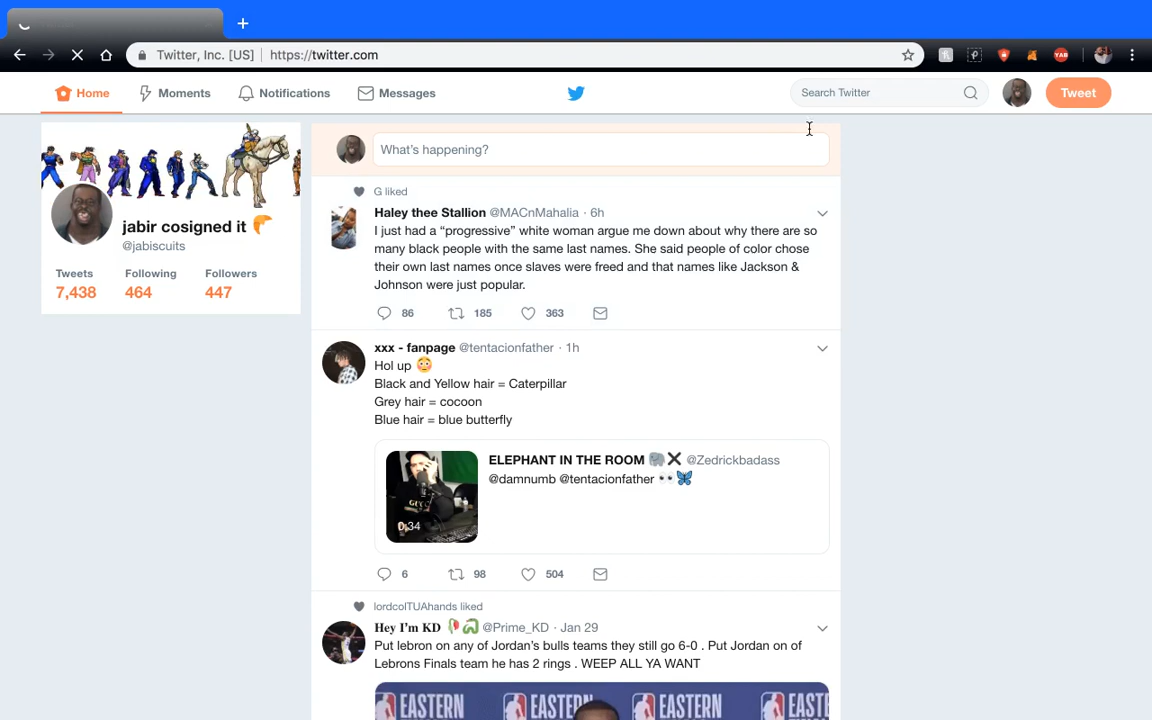 Twitter, Inc. [US] | https://twitter.com
YAB
Home Moments Notifications Messages Search Twitter Tweet
jabir cosigned it
@jabiscuits
Tweets Following Followers
7,438 464 447
What's happening?
G liked
Haley thee Stallion @MACnMahalia · 6h
I just had a “progressive” white woman argue me down about why there are so
many black people with the same last names. She said people of color chose
their own last names once slaves were freed and that names like Jackson &
Johnson were just popular.
86 185 363
xxx - fanpage @tentacionfather · 1h
Hol up 😳
Black and Yellow hair = Caterpillar
Grey hair = cocoon
Blue hair = blue butterfly
ELEPHANT IN THE ROOM 🐘❌ @Zedrickbadass
@damnumb @tentacionfather 👀🦋
0:34
6 98 504
lordcolTUAhands liked
Hey I'm KD @Prime_KD · Jan 29
Put lebron on any of Jordan's bulls teams they still go 6-0 . Put Jordan on of
Lebrons Finals team he has 2 rings . WEEP ALL YA WANT
EASTERN EASTERN EASTERN